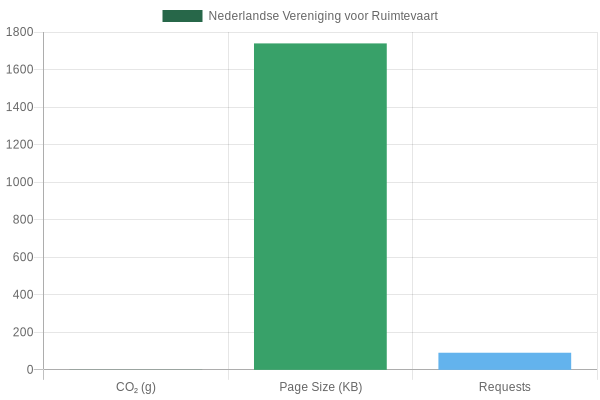 Nederlandse Vereniging voor Ruimtevaart
1800
1600
1400
1200
1000
800
600
400
200
0
CO₂ (g)
Page Size (KB)
Requests